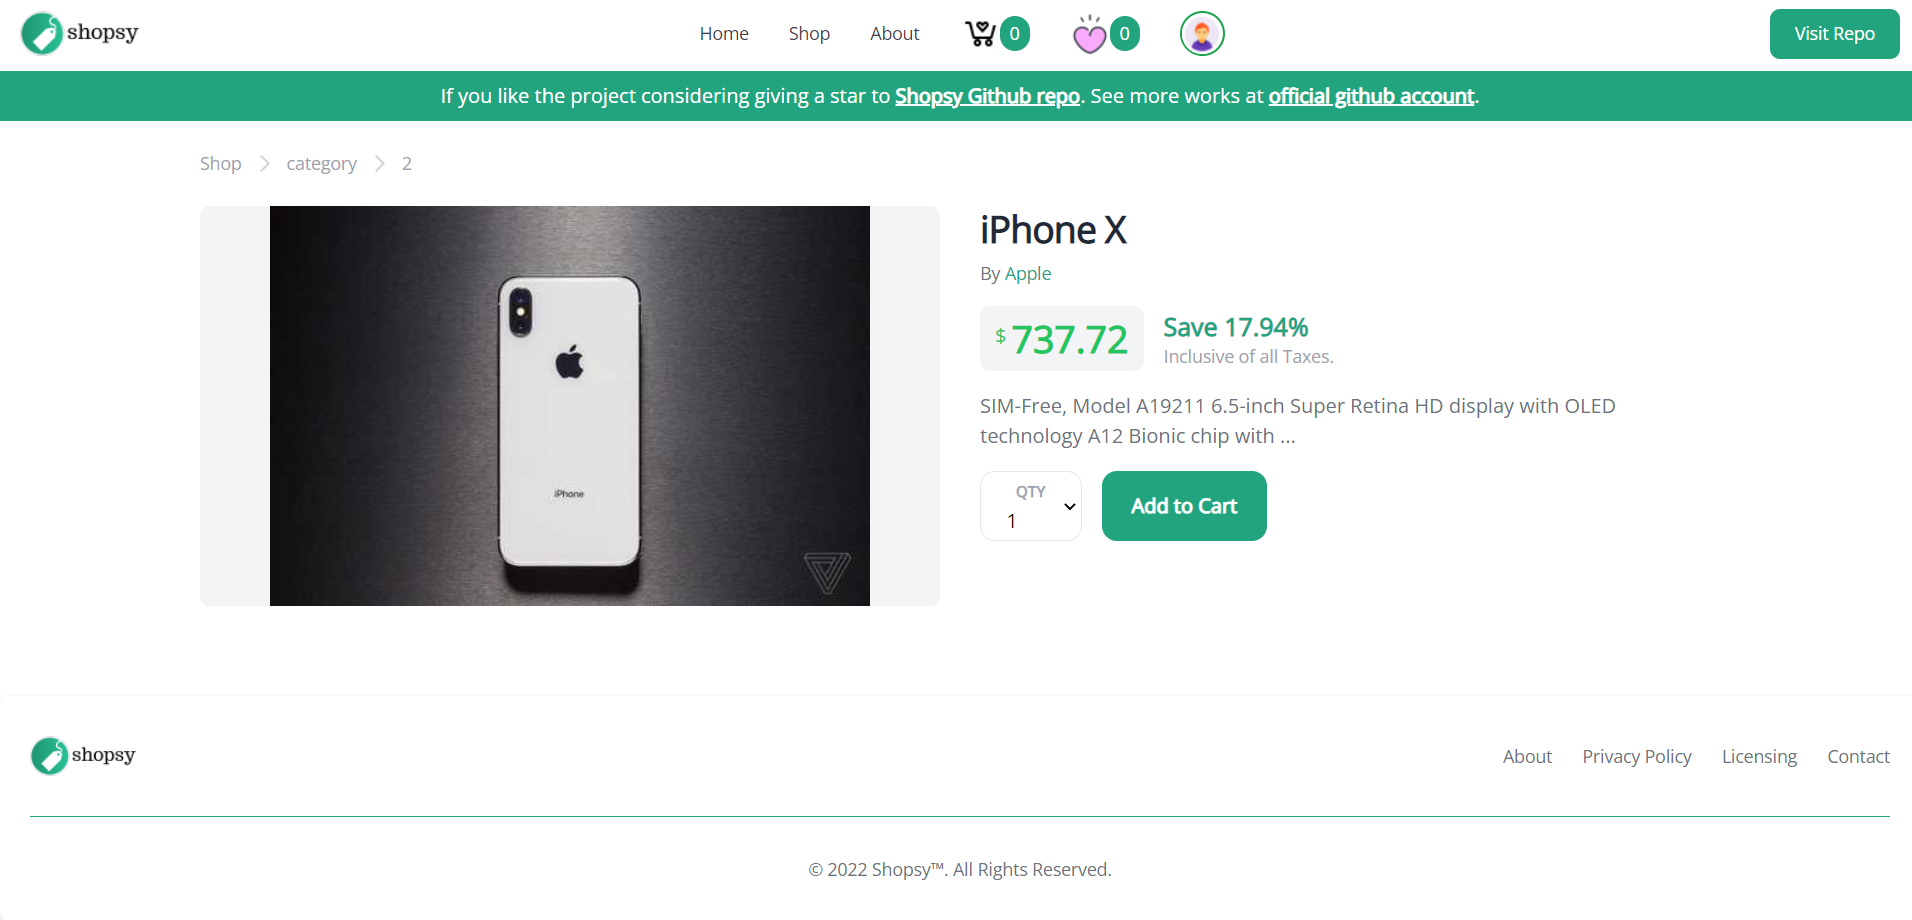 shopsy
Home Shop About 0 0
Visit Repo
If you like the project considering giving a star to Shopsy Github repo. See more works at official github account.
Shop category 2
iPhone
iPhone X
By Apple
$ 737.72
Save 17.94%
Inclusive of all Taxes.
SIM-Free, Model A19211 6.5-inch Super Retina HD display with OLED
technology A12 Bionic chip with ...
QTY
1
Add to Cart
shopsy
About Privacy Policy Licensing Contact
© 2022 Shopsy™. All Rights Reserved.